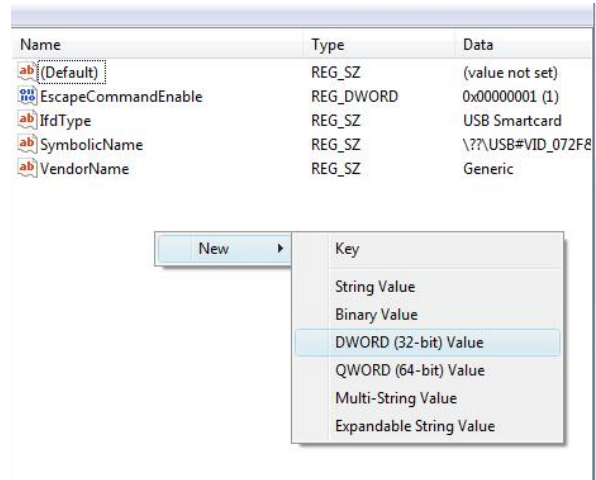 Name Type Data
(Default) REG_SZ (value not set)
EscapeCommandEnable REG_DWORD 0x00000001 (1)
IfdType REG_SZ USB Smartcard
SymbolicName REG_SZ \??\USB#VID_072F&
VendorName REG_SZ Generic
New
Key
String Value
Binary Value
DWORD (32-bit) Value
QWORD (64-bit) Value
Multi-String Value
Expandable String Value